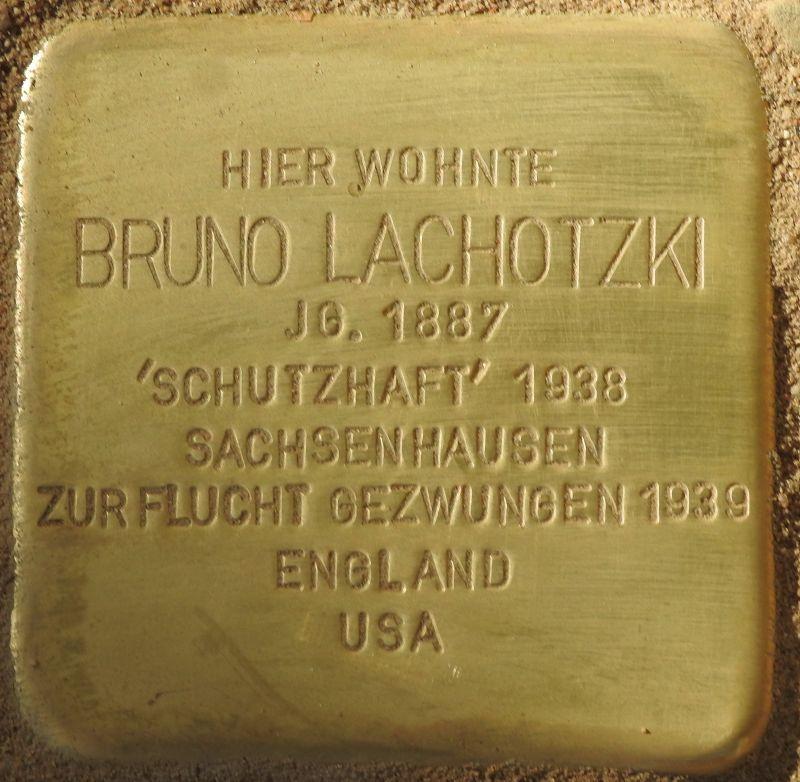 HIER WOHNTE
BRUNO LACHOTZKI
JG. 1887
'SCHUTZHAFT' 1938
SACHSENHAUSEN
ZUR FLUCHT GEZWUNGEN 1939
ENGLAND
USA